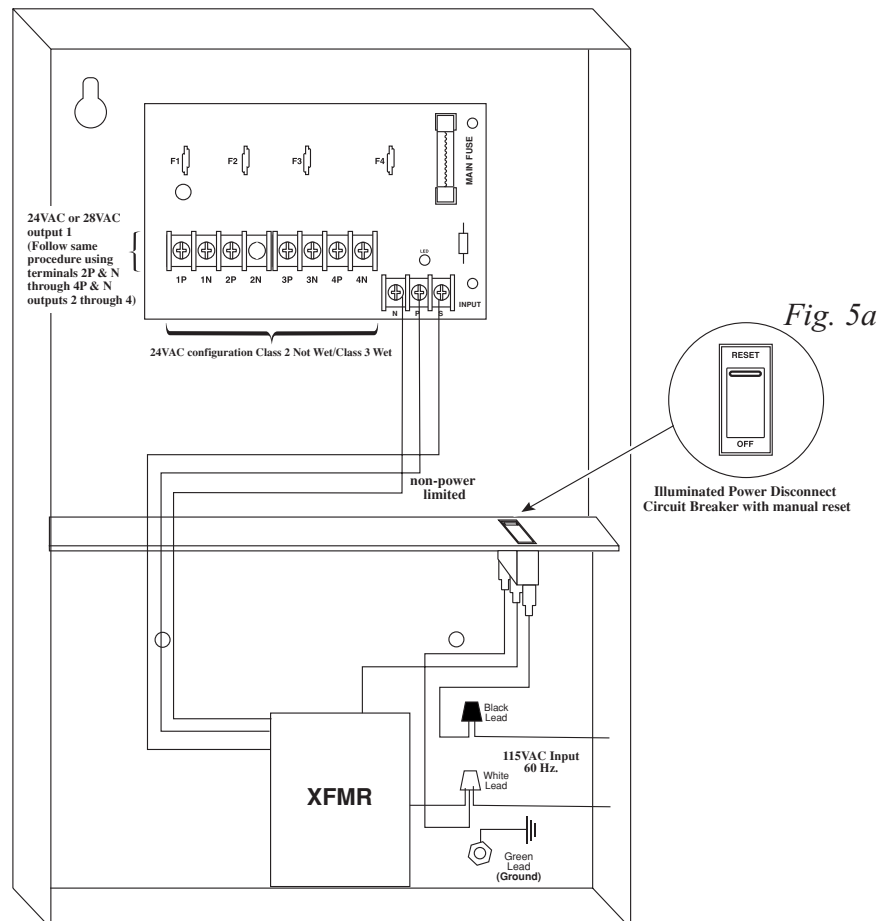 MAIN FUSE
F1
F2
F3
F4
24VAC or 28VAC
output 1
(Follow same
procedure using
terminals 2P & N
through 4P & N
outputs 2 through 4)
LED
1P 1N 2P 2N 3P 3N 4P 4N
INPUT
N P S
24VAC configuration Class 2 Not Wet/Class 3 Wet
Fig. 5a
RESET
OFF
Illuminated Power Disconnect
Circuit Breaker with manual reset
non-power
limited
Black
Lead
115VAC Input
60 Hz.
White
Lead
XFMR
Green
Lead
(Ground)